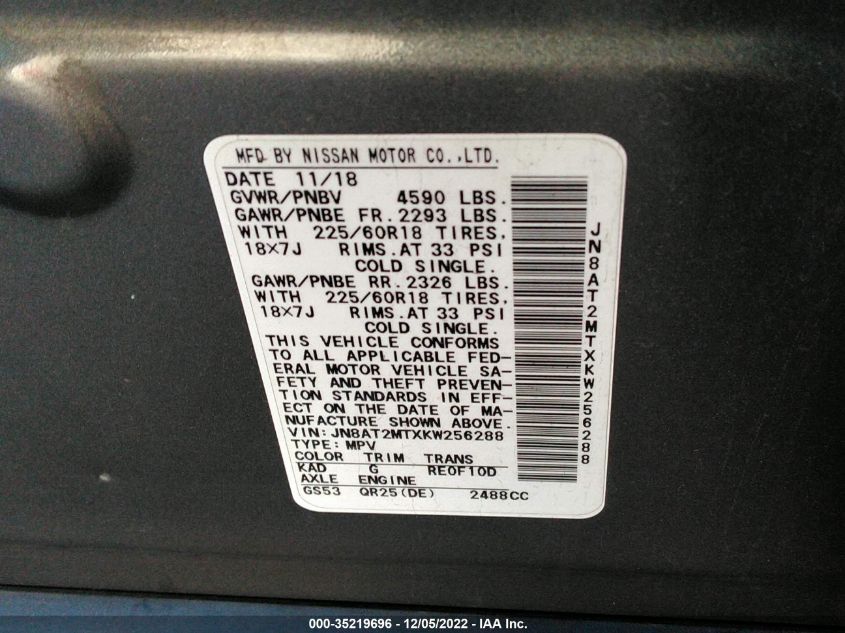 MFD BY NISSAN MOTOR CO.,LTD.
DATE 11/18
GVWR/PNBV 4590 LBS.
GAWR/PNBE FR. 2293 LBS.
WITH 225/60R18 TIRES.
18X7J RIMS. AT 33 PSI
COLD SINGLE.
GAWR/PNBE RR. 2326 LBS.
WITH 225/60R18 TIRES.
18X7J RIMS. AT 33 PSI
COLD SINGLE.
THIS VEHICLE CONFORMS
TO ALL APPLICABLE FED-
ERAL MOTOR VEHICLE SA-
FETY AND THEFT PREVEN-
TION STANDARDS IN EFF-
ECT ON THE DATE OF MA-
NUFACTURE SHOWN ABOVE.
VIN: JN8AT2MTXKW256288
TYPE: MPV
COLOR TRIM TRANS
KAD G RE0F10D
AXLE ENGINE
GS53 QR25(DE) 2488CC
JN8AT2MTXKW256288
000-35219696 - 12/05/2022 - IAA Inc.